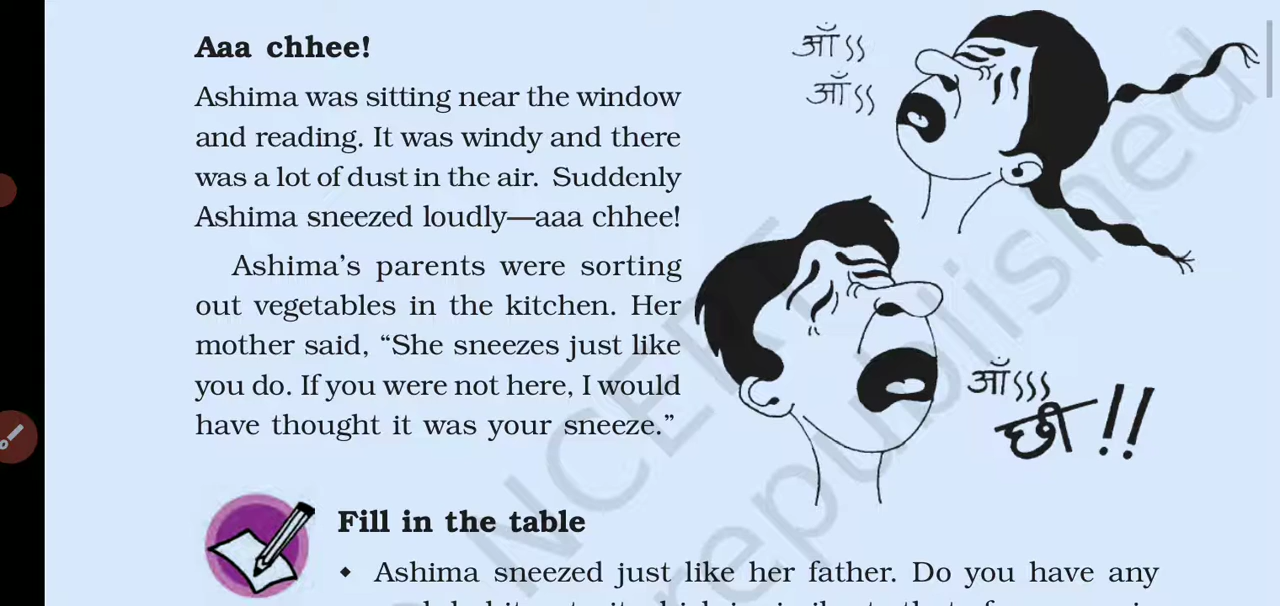 Aaa chhee!
Ashima was sitting near the window
and reading. It was windy and there
was a lot of dust in the air. Suddenly
Ashima sneezed loudly—aaa chhee!
Ashima’s parents were sorting
out vegetables in the kitchen. Her
mother said, “She sneezes just like
you do. If you were not here, I would
have thought it was your sneeze.”
आँऽऽ
आँऽऽ
आँऽऽऽ
छी !!
Fill in the table
◆ Ashima sneezed just like her father. Do you have any
NCERT
republished